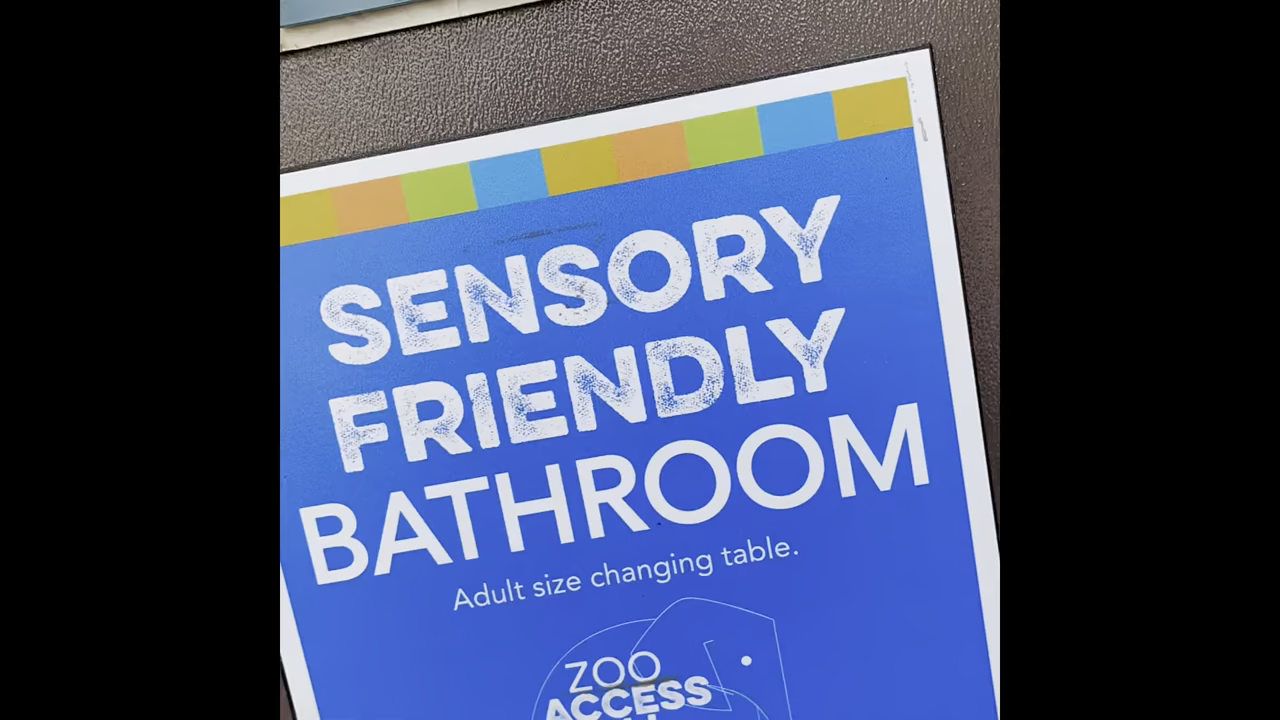 SENSORY
FRIENDLY
BATHROOM
Adult size changing table.
ZOO
ACCESS